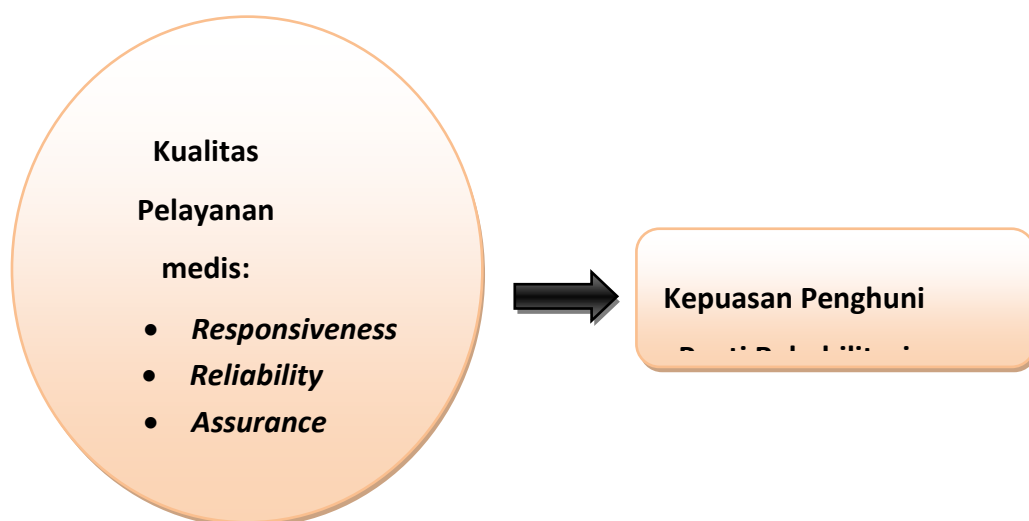 Kualitas
Pelayanan
medis:
• Responsiveness
• Reliability
• Assurance
Kepuasan Penghuni